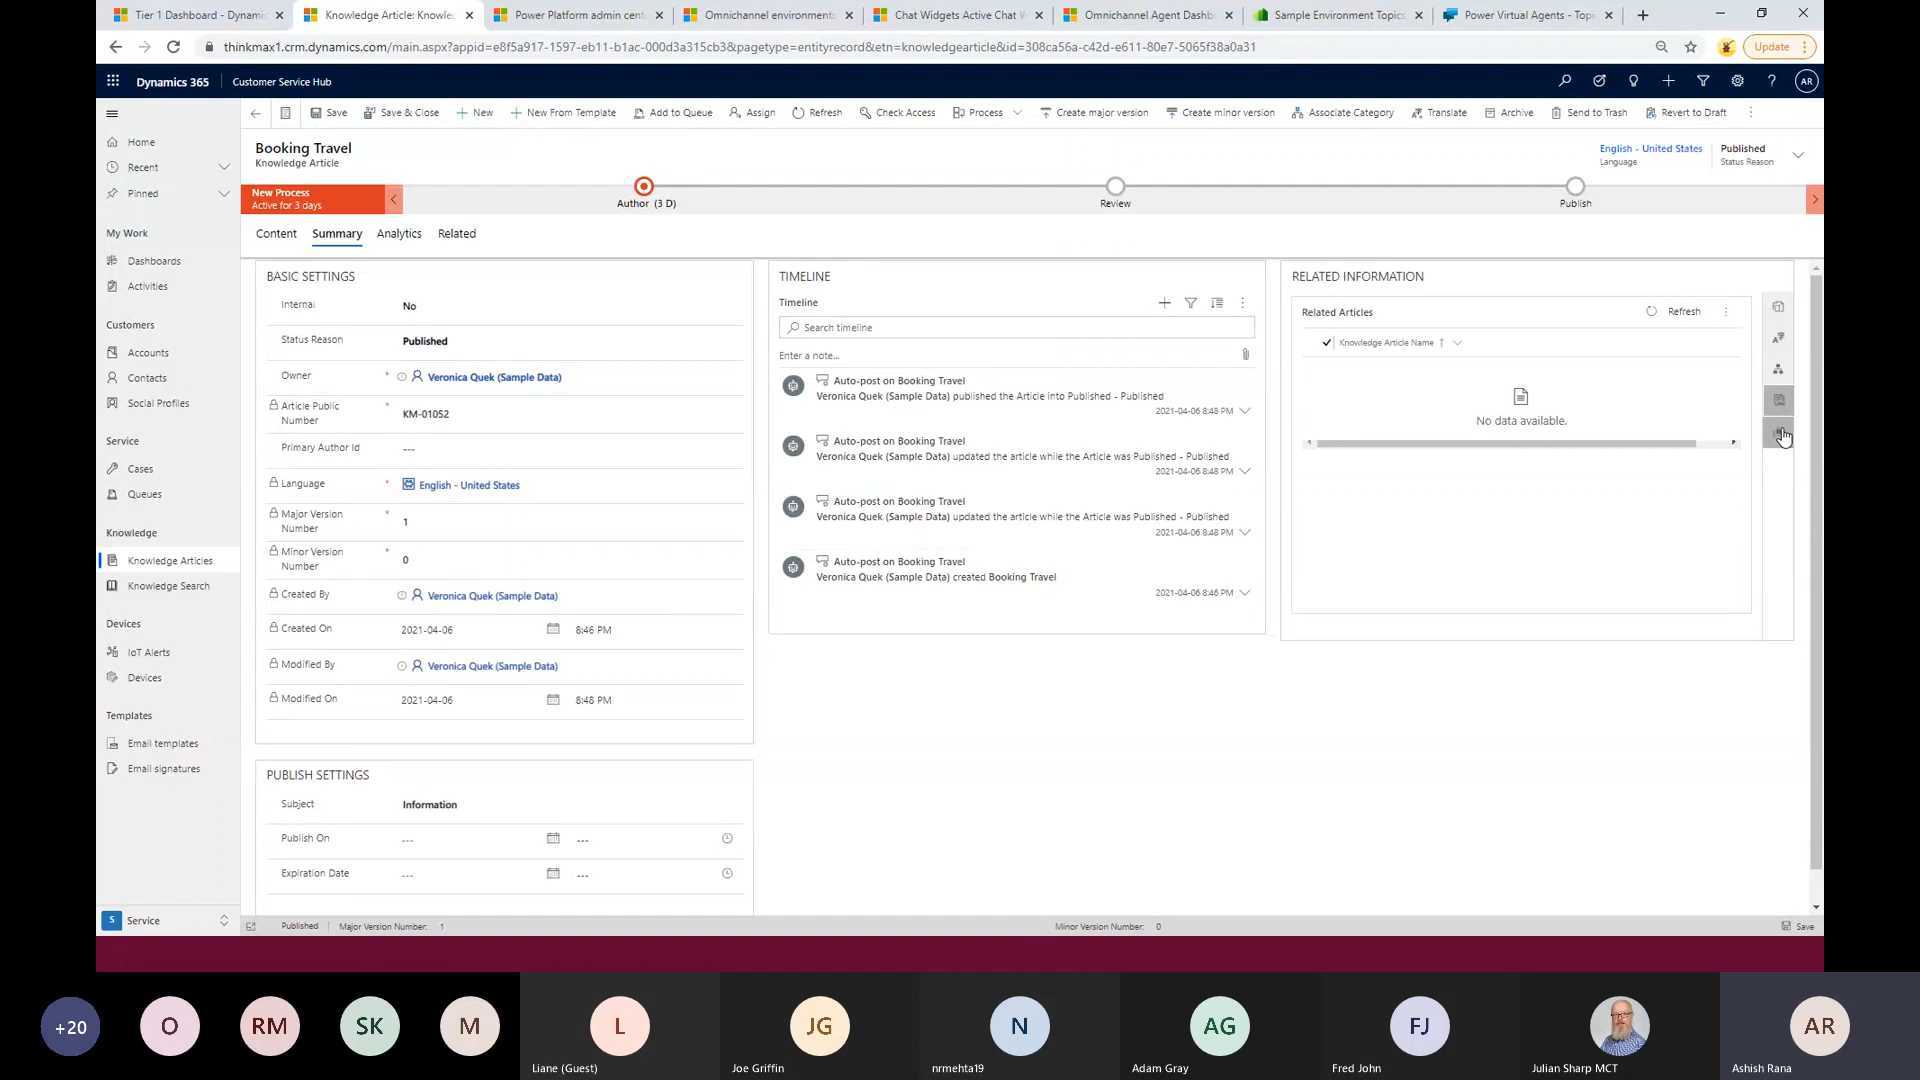 Tier 1 Dashboard - Dynamic
Knowledge Article: Knowled
Power Platform admin cent
Omnichannel environments
Chat Widgets Active Chat W
Omnichannel Agent Dashb
Sample Environment Topics
Power Virtual Agents - Topi
thinkmax1.crm.dynamics.com/main.aspx?appid=e8f5a917-1597-eb11-b1ac-000d3a315cb3&pagetype=entityrecord&etn=knowledgearticle&id=308ca56a-c42d-e611-80e7-5065f38a0a31
Update
Dynamics 365
Customer Service Hub
AR
Save
Save & Close
New
New From Template
Add to Queue
Assign
Refresh
Check Access
Process
Create major version
Create minor version
Associate Category
Translate
Archive
Send to Trash
Revert to Draft
Home
Recent
Pinned
My Work
Dashboards
Activities
Customers
Accounts
Contacts
Social Profiles
Service
Cases
Queues
Knowledge
Knowledge Articles
Knowledge Search
Devices
IoT Alerts
Devices
Templates
Email templates
Email signatures
S Service
Booking Travel
Knowledge Article
English - United States
Language
Published
Status Reason
New Process
Active for 3 days
Author (3 D)
Review
Publish
Content
Summary
Analytics
Related
BASIC SETTINGS
Internal No
Status Reason Published
Owner * Veronica Quek (Sample Data)
Article Public Number * KM-01052
Primary Author Id ---
Language * English - United States
Major Version Number * 1
Minor Version Number * 0
Created By Veronica Quek (Sample Data)
Created On 2021-04-06 8:46 PM
Modified By Veronica Quek (Sample Data)
Modified On 2021-04-06 8:48 PM
PUBLISH SETTINGS
Subject Information
Publish On --- ---
Expiration Date --- ---
TIMELINE
Timeline
Search timeline
Enter a note...
Auto-post on Booking Travel
Veronica Quek (Sample Data) published the Article into Published - Published
2021-04-06 8:48 PM
Auto-post on Booking Travel
Veronica Quek (Sample Data) updated the article while the Article was Published - Published
2021-04-06 8:48 PM
Auto-post on Booking Travel
Veronica Quek (Sample Data) updated the article while the Article was Published - Published
2021-04-06 8:48 PM
Auto-post on Booking Travel
Veronica Quek (Sample Data) created Booking Travel
2021-04-06 8:46 PM
RELATED INFORMATION
Related Articles
Refresh
Knowledge Article Name
No data available.
Published
Major Version Number: 1
Minor Version Number: 0
Save
+20
O
RM
SK
M
L
JG
N
AG
FJ
AR
Liane (Guest)
Joe Griffin
nrmehta19
Adam Gray
Fred John
Julian Sharp MCT
Ashish Rana